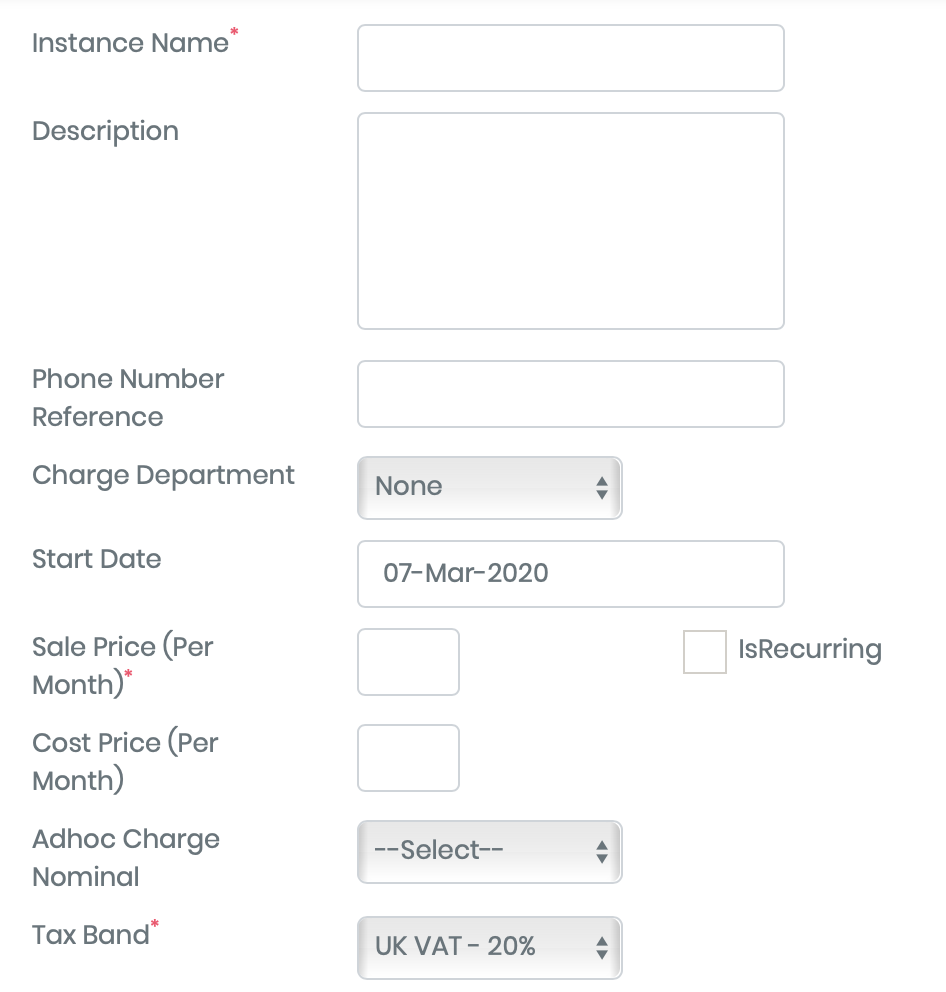 Instance Name*
Description
Phone Number
Reference
Charge Department
None
Start Date
07-Mar-2020
Sale Price (Per
Month)*
IsRecurring
Cost Price (Per
Month)
Adhoc Charge
Nominal
--Select--
Tax Band*
UK VAT - 20%